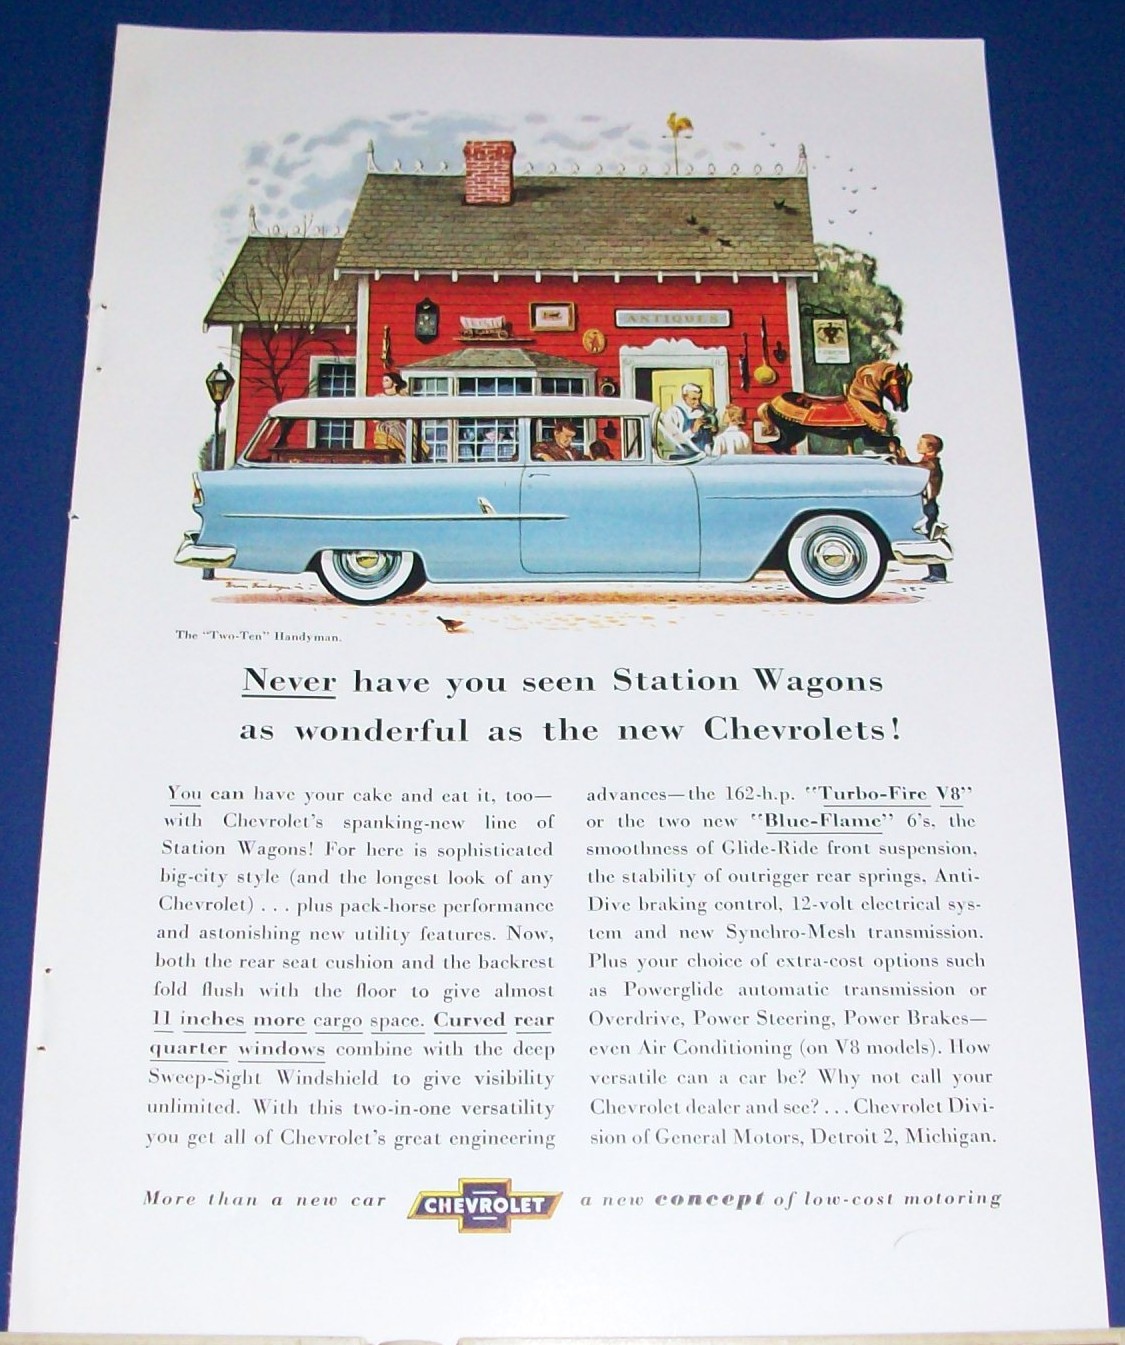 ANTIQUES
The "Two-Ten" Handyman.
Never have you seen Station Wagons
as wonderful as the new Chevrolets!
You can have your cake and eat it, too—
with Chevrolet's spanking-new line of
Station Wagons! For here is sophisticated
big-city style (and the longest look of any
Chevrolet) . . . plus pack-horse performance
and astonishing new utility features. Now,
both the rear seat cushion and the backrest
fold flush with the floor to give almost
11 inches more cargo space. Curved rear
quarter windows combine with the deep
Sweep-Sight Windshield to give visibility
unlimited. With this two-in-one versatility
you get all of Chevrolet's great engineering
advances—the 162-h.p. "Turbo-Fire V8"
or the two new "Blue-Flame" 6's, the
smoothness of Glide-Ride front suspension,
the stability of outrigger rear springs, Anti-
Dive braking control, 12-volt electrical sys-
tem and new Synchro-Mesh transmission.
Plus your choice of extra-cost options such
as Powerglide automatic transmission or
Overdrive, Power Steering, Power Brakes—
even Air Conditioning (on V8 models). How
versatile can a car be? Why not call your
Chevrolet dealer and see? . . . Chevrolet Divi-
sion of General Motors, Detroit 2, Michigan.
More than a new car CHEVROLET a new concept of low-cost motoring